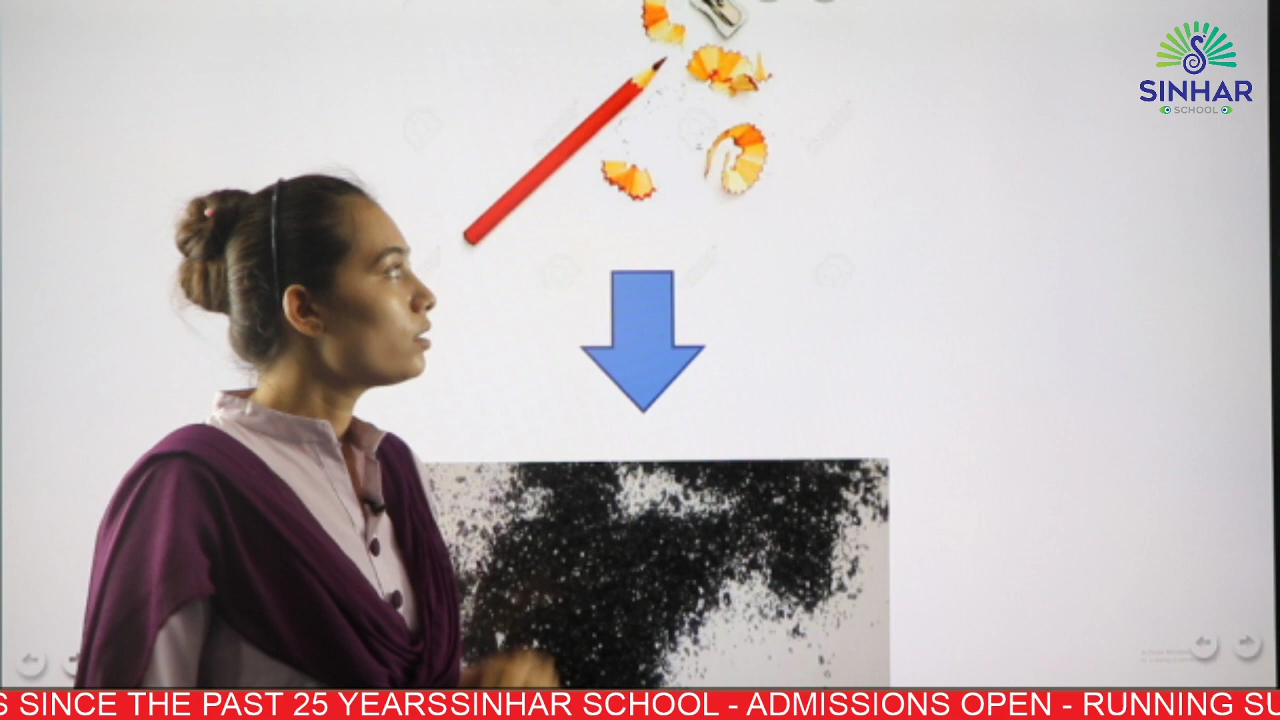 SINHAR
SCHOOL
S SINCE THE PAST 25 YEARSSINHAR SCHOOL - ADMISSIONS OPEN - RUNNING SU